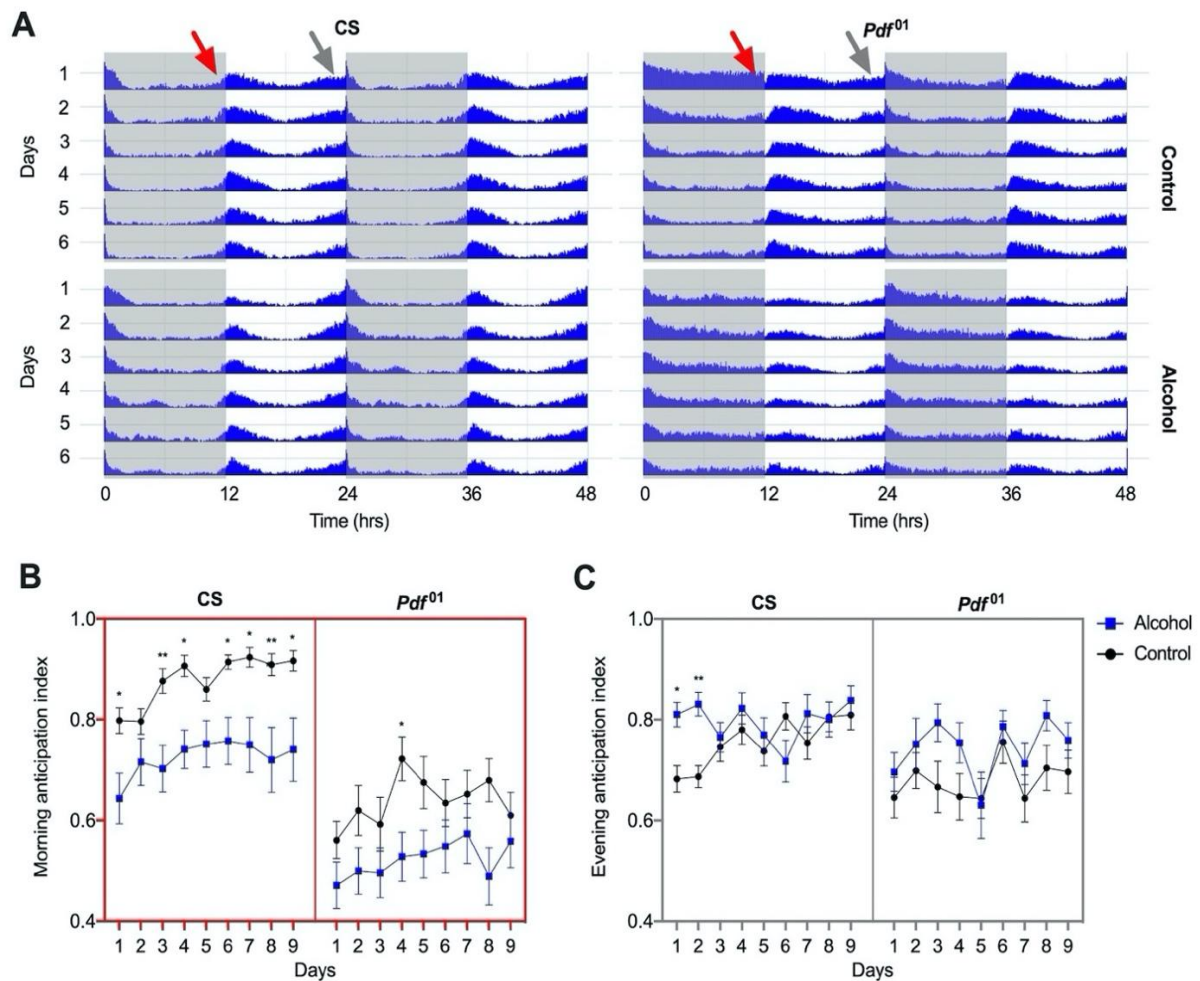 A
CS
Pdf01
Days
1
2
3
4
5
6
Control
Days
1
2
3
4
5
6
Alcohol
0 12 24 36 48
Time (hrs)
0 12 24 36 48
Time (hrs)
B
CS
Pdf01
Morning anticipation index
1.0
0.8
0.6
0.4
* ** * * * ** *
*
1 2 3 4 5 6 7 8 9
1 2 3 4 5 6 7 8 9
Days
C
CS
Pdf01
Evening anticipation index
1.0
0.8
0.6
0.4
* **
1 2 3 4 5 6 7 8 9
1 2 3 4 5 6 7 8 9
Days
Alcohol
Control